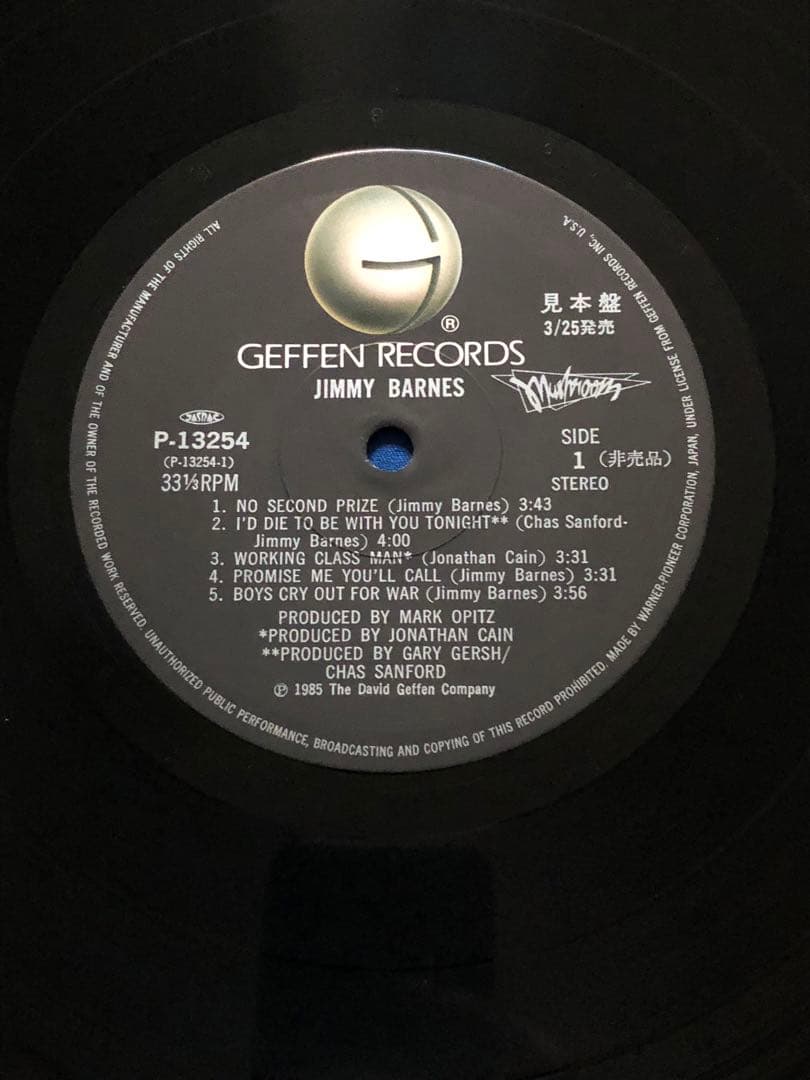 ALL RIGHTS OF THE MANUFACTURER AND OF THE OWNER OF THE RECORDED WORK RESERVED. UNAUTHORIZED PUBLIC PERFORMANCE, BROADCASTING AND COPYING OF THIS RECORD PROHIBITED. MADE BY WARNER-PIONEER CORPORATION, JAPAN, UNDER LICENSE FROM GEFFEN RECORDS INC, U.S.A.
見本盤
3/25発売
®
GEFFEN RECORDS
JIMMY BARNES
Mushroom
JASRAC
P-13254
(P-13254-1)
33⅓RPM
SIDE
1 (非売品)
STEREO
1. NO SECOND PRIZE (Jimmy Barnes) 3:43
2. I'D DIE TO BE WITH YOU TONIGHT** (Chas Sanford-
Jimmy Barnes) 4:00
3. WORKING CLASS MAN* (Jonathan Cain) 3:31
4. PROMISE ME YOU'LL CALL (Jimmy Barnes) 3:31
5. BOYS CRY OUT FOR WAR (Jimmy Barnes) 3:56
PRODUCED BY MARK OPITZ
*PRODUCED BY JONATHAN CAIN
**PRODUCED BY GARY GERSH/
CHAS SANFORD
℗ 1985 The David Geffen Company